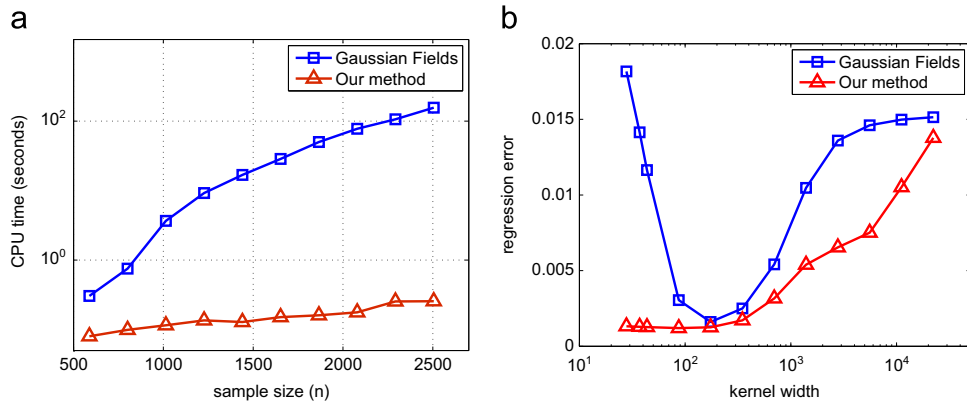 a
CPU time (seconds)
10^2
10^0
500
1000
1500
2000
2500
sample size (n)
Gaussian Fields
Our method
b
regression error
0.02
0.015
0.01
0.005
0
10^1
10^2
10^3
10^4
kernel width
Gaussian Fields
Our method